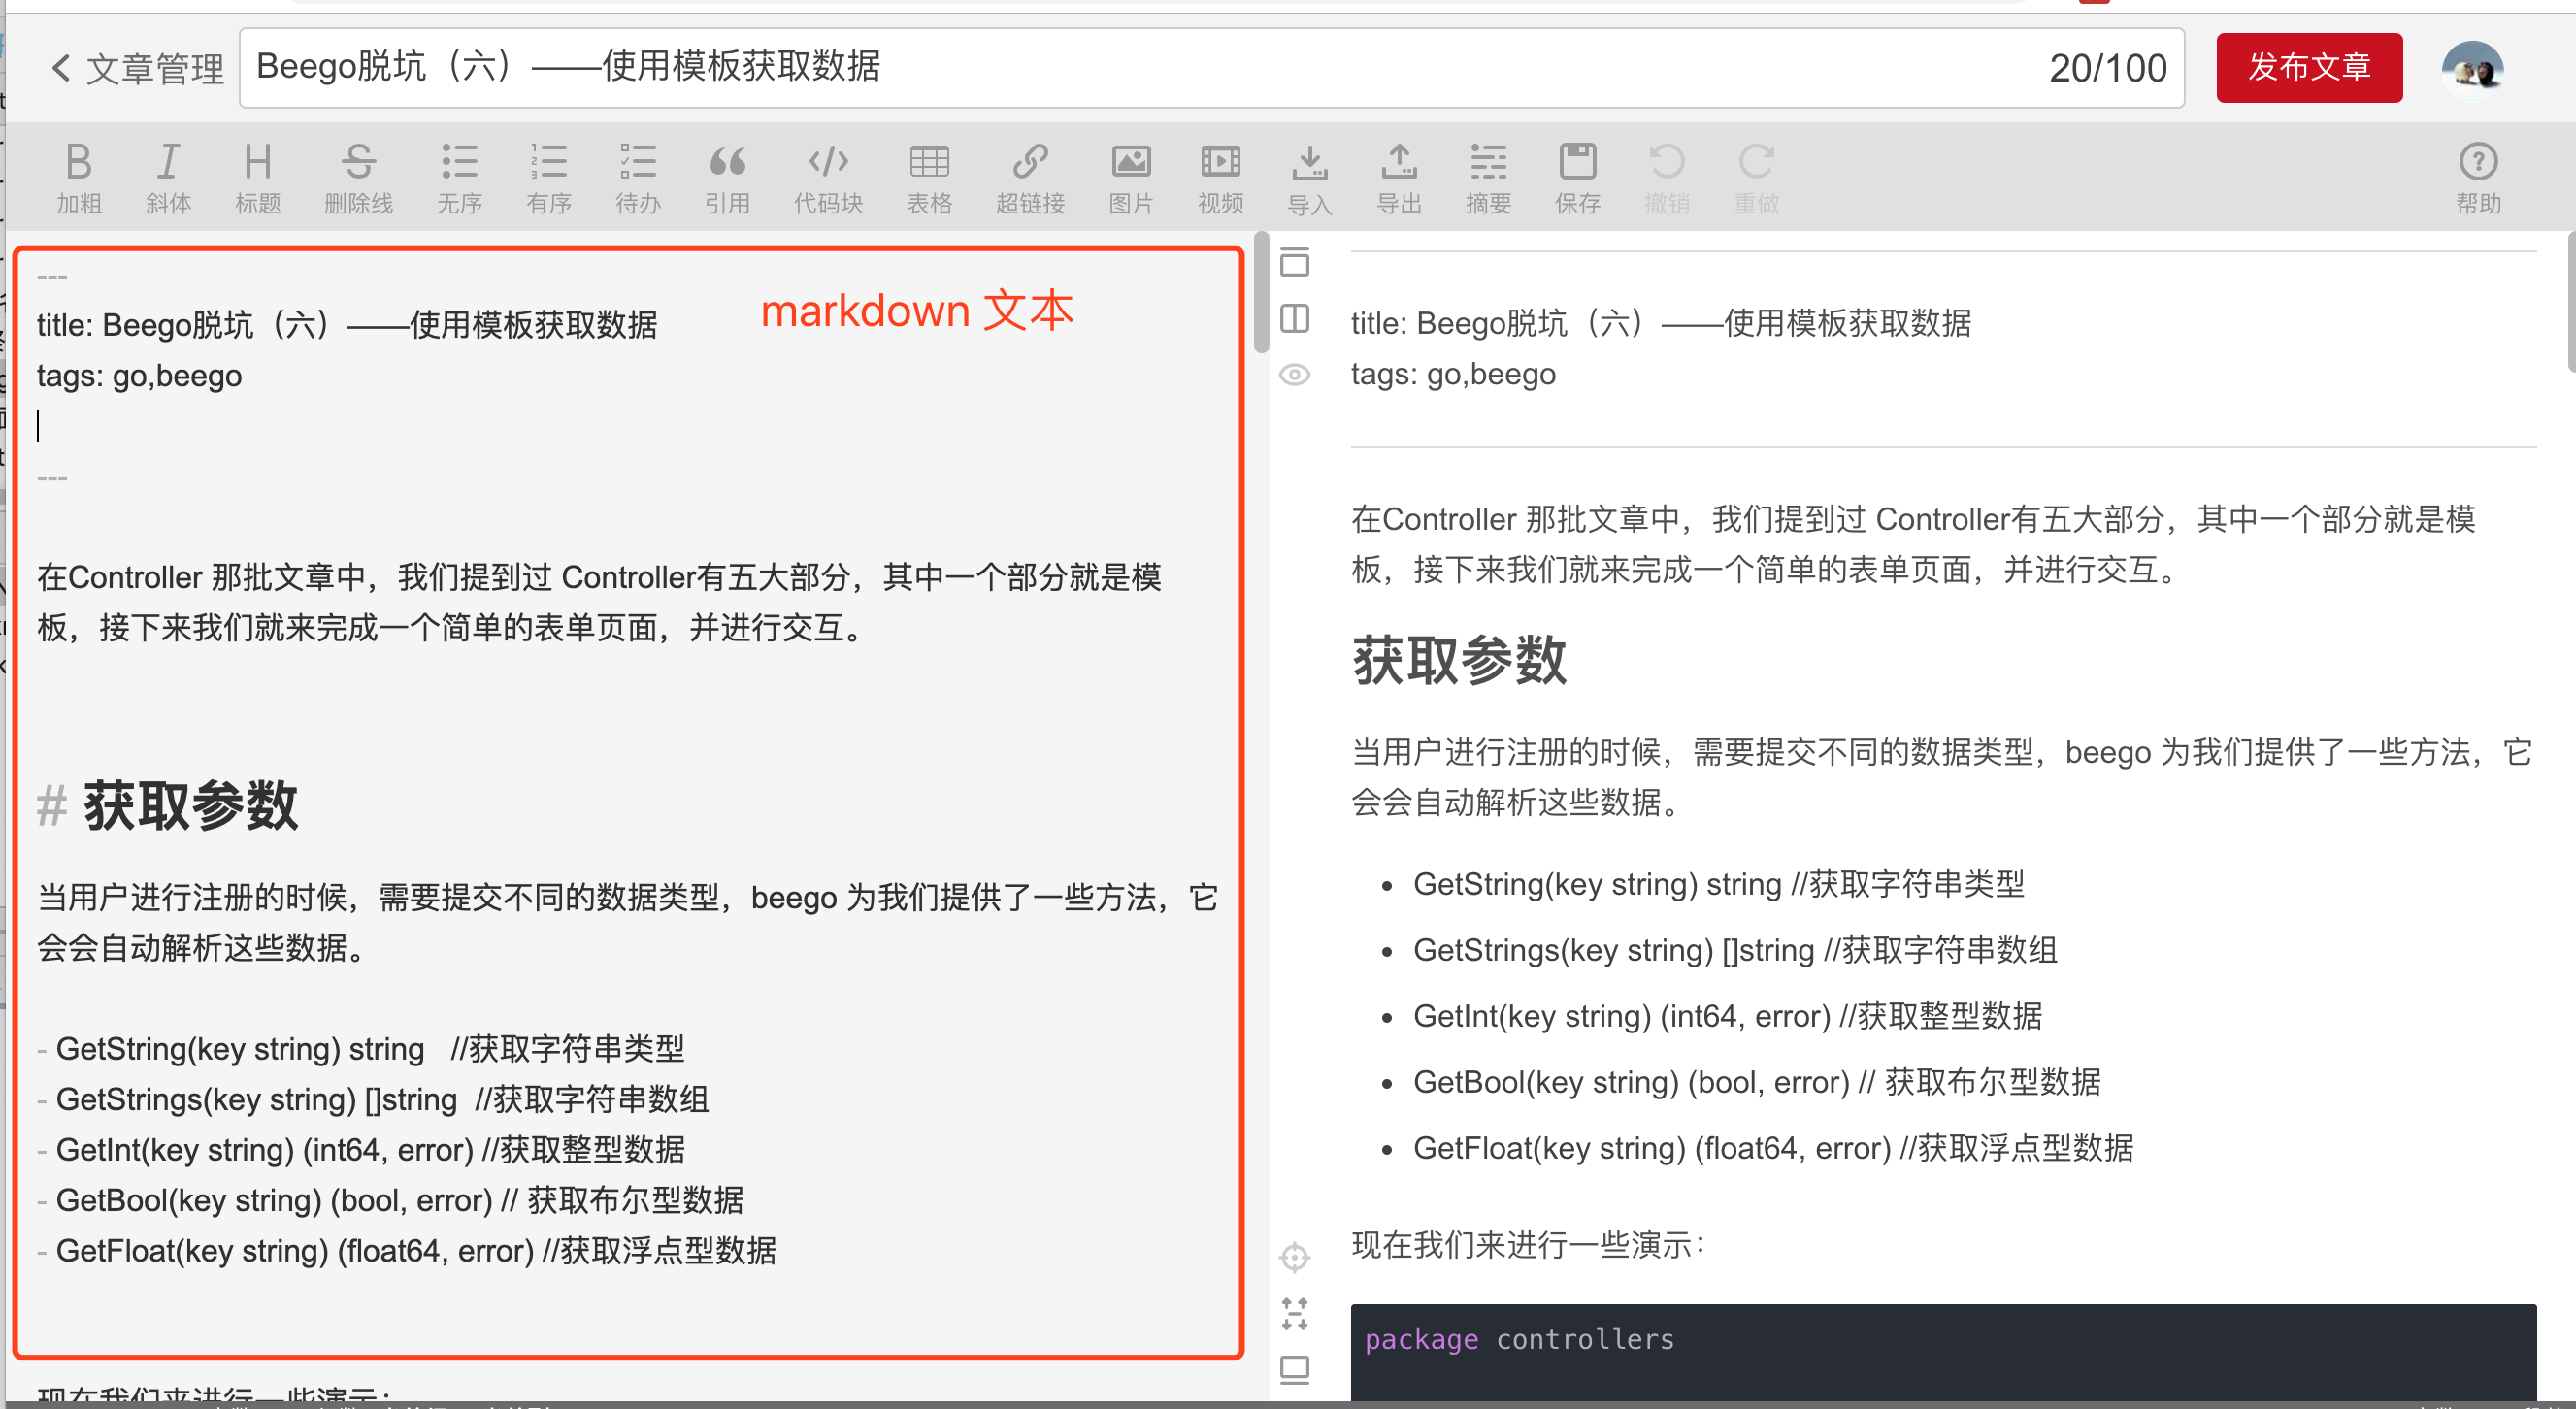 文章管理
Beego脱坑（六）——使用模板获取数据
20/100
发布文章
加粗
斜体
标题
删除线
无序
有序
待办
引用
代码块
表格
超链接
图片
视频
导入
导出
摘要
保存
撤销
重做
帮助
---
title: Beego脱坑（六）——使用模板获取数据
markdown 文本
tags: go,beego
---
在Controller 那批文章中，我们提到过 Controller有五大部分，其中一个部分就是模
板，接下来我们就来完成一个简单的表单页面，并进行交互。
# 获取参数
当用户进行注册的时候，需要提交不同的数据类型，beego 为我们提供了一些方法，它
会会自动解析这些数据。
- GetString(key string) string   //获取字符串类型
- GetStrings(key string) []string  //获取字符串数组
- GetInt(key string) (int64, error) //获取整型数据
- GetBool(key string) (bool, error) // 获取布尔型数据
- GetFloat(key string) (float64, error) //获取浮点型数据
现在我们来进行一些演示：
title: Beego脱坑（六）——使用模板获取数据
tags: go,beego
在Controller 那批文章中，我们提到过 Controller有五大部分，其中一个部分就是模
板，接下来我们就来完成一个简单的表单页面，并进行交互。
获取参数
当用户进行注册的时候，需要提交不同的数据类型，beego 为我们提供了一些方法，它
会会自动解析这些数据。
• GetString(key string) string //获取字符串类型
• GetStrings(key string) []string //获取字符串数组
• GetInt(key string) (int64, error) //获取整型数据
• GetBool(key string) (bool, error) // 获取布尔型数据
• GetFloat(key string) (float64, error) //获取浮点型数据
现在我们来进行一些演示：
package controllers